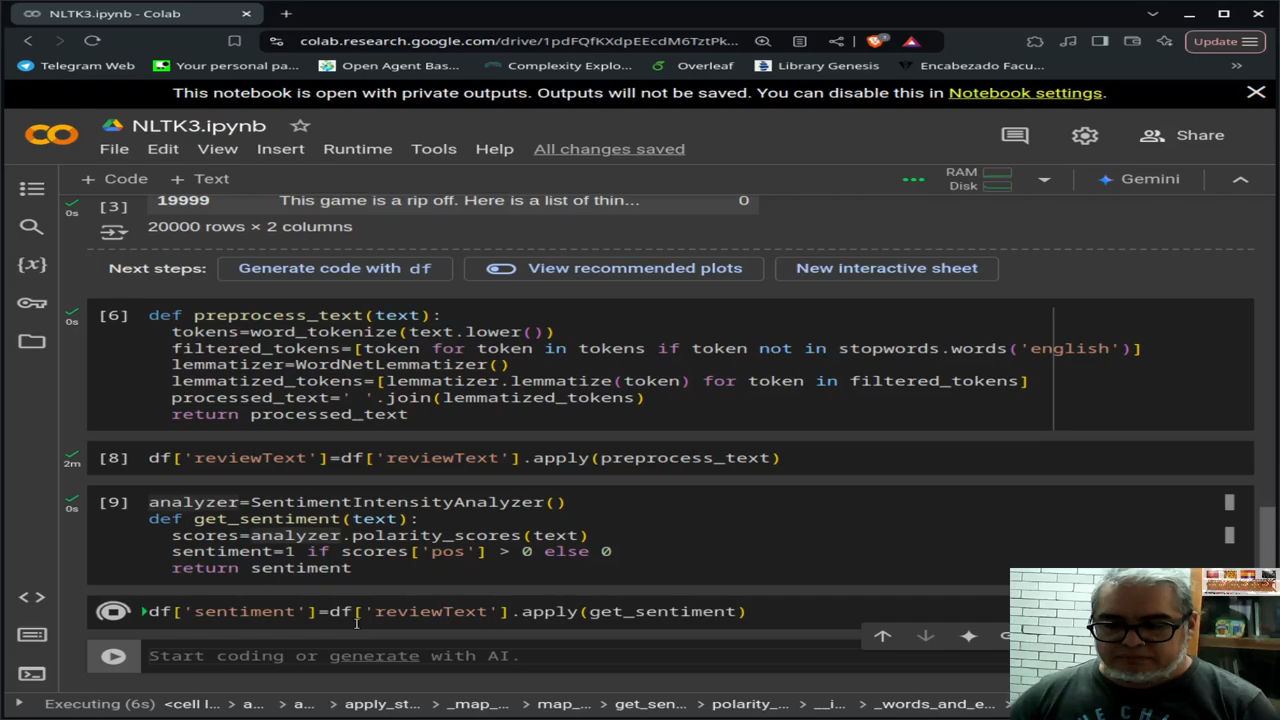 NLTK3.ipynb - Colab
colab.research.google.com/drive/1pdFQfKXdpEEcdM6TztPk...
Update
Telegram Web
Your personal pa...
Open Agent Bas...
Complexity Explo...
Overleaf
Library Genesis
Encabezado Facu...
This notebook is open with private outputs. Outputs will not be saved. You can disable this in Notebook settings.
NLTK3.ipynb
Share
File Edit View Insert Runtime Tools Help All changes saved
+ Code + Text
RAM
Disk
Gemini
0s
[3]
19999 This game is a rip off. Here is a list of thin... 0
20000 rows × 2 columns
Next steps: Generate code with df View recommended plots New interactive sheet
0s
[6] def preprocess_text(text):
tokens=word_tokenize(text.lower())
filtered_tokens=[token for token in tokens if token not in stopwords.words('english')]
lemmatizer=WordNetLemmatizer()
lemmatized_tokens=[lemmatizer.lemmatize(token) for token in filtered_tokens]
processed_text=' '.join(lemmatized_tokens)
return processed_text
2m
[8] df['reviewText']=df['reviewText'].apply(preprocess_text)
0s
[9] analyzer=SentimentIntensityAnalyzer()
def get_sentiment(text):
scores=analyzer.polarity_scores(text)
sentiment=1 if scores['pos'] > 0 else 0
return sentiment
df['sentiment']=df['reviewText'].apply(get_sentiment)
Start coding or generate with AI.
Executing (6s) <cell l... a... a... apply_st... _map_... map_... get_sen... polarity_... __i... _words_and_e...